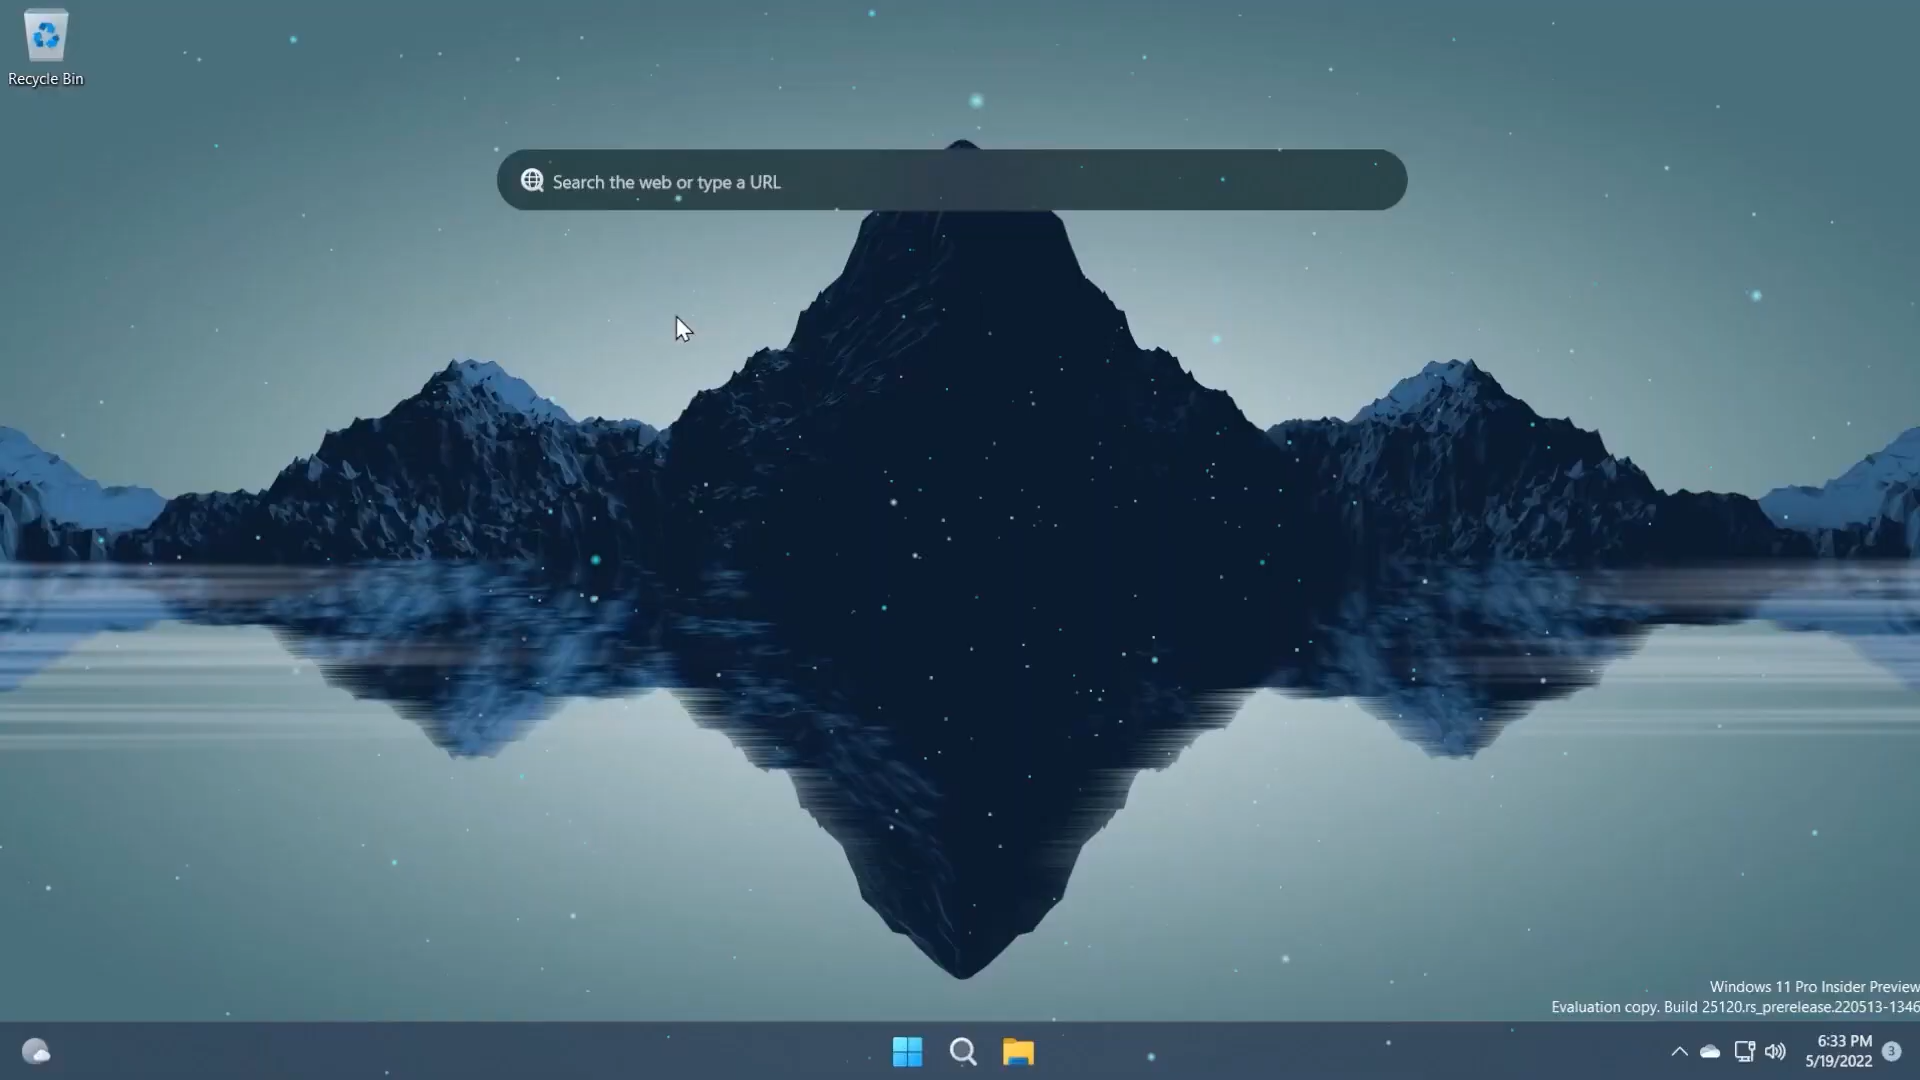 Recycle Bin
Search the web or type a URL
Windows 11 Pro Insider Preview
Evaluation copy. Build 25120.rs_prerelease.220513-1346
6:33 PM
5/19/2022
3